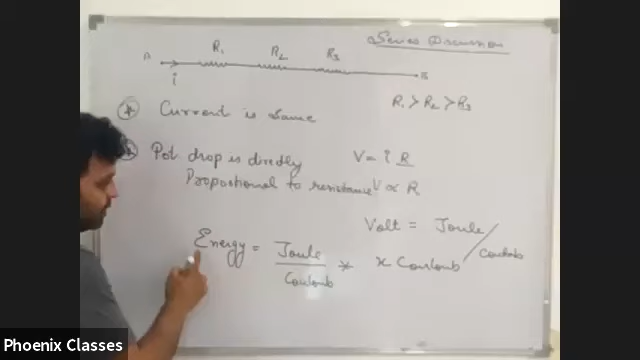 Series Discussion
A R1 R2 R3 B
i
R1 > R2 > R3
Current is same
Pot drop is directly V = i R
Proportional to resistance V ∝ R
Volt = Joule/Coulomb
Energy = Joule/Coulomb * x Coulomb
Phoenix Classes